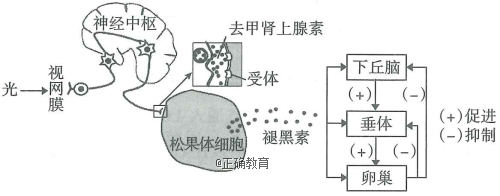 神经中枢
去甲肾上腺素
受体
光
视网膜
松果体细胞
@正确教育
褪黑素
下丘脑
(+)
(-)
垂体
(+)
(-)
卵巢
(+)促进
(-)抑制